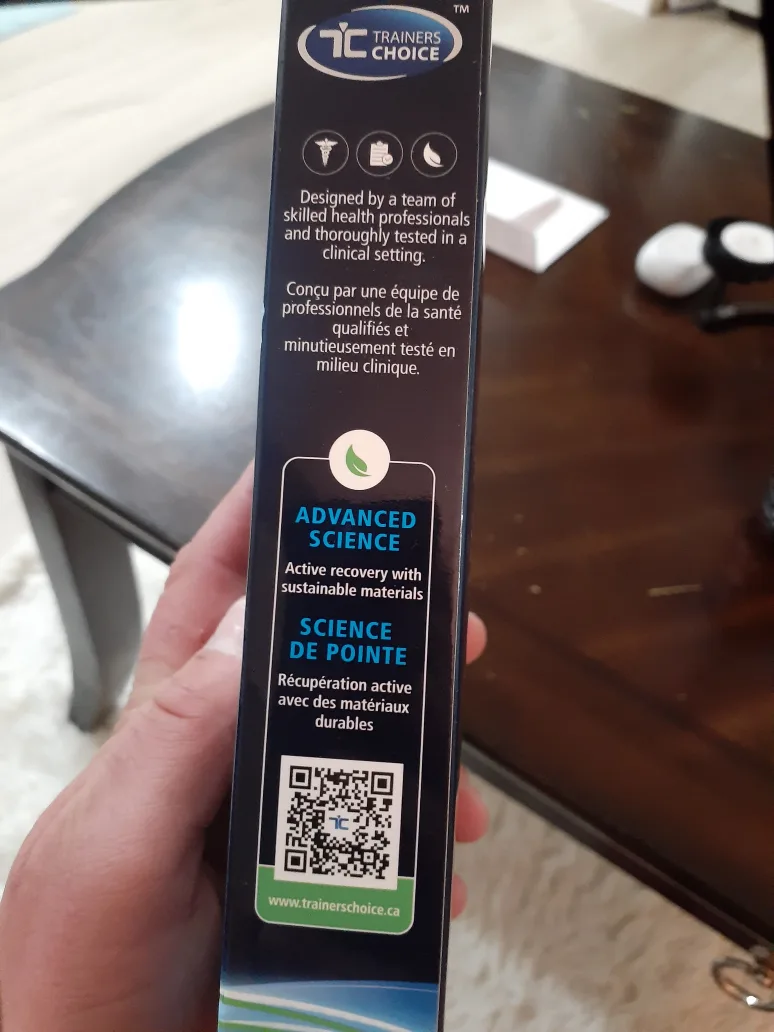 TC TRAINERS CHOICE ™
Designed by a team of
skilled health professionals
and thoroughly tested in a
clinical setting.
Conçu par une équipe de
professionnels de la santé
qualifiés et
minutieusement testé en
milieu clinique.
ADVANCED
SCIENCE
Active recovery with
sustainable materials
SCIENCE
DE POINTE
Récupération active
avec des matériaux
durables
TC
www.trainerschoice.ca